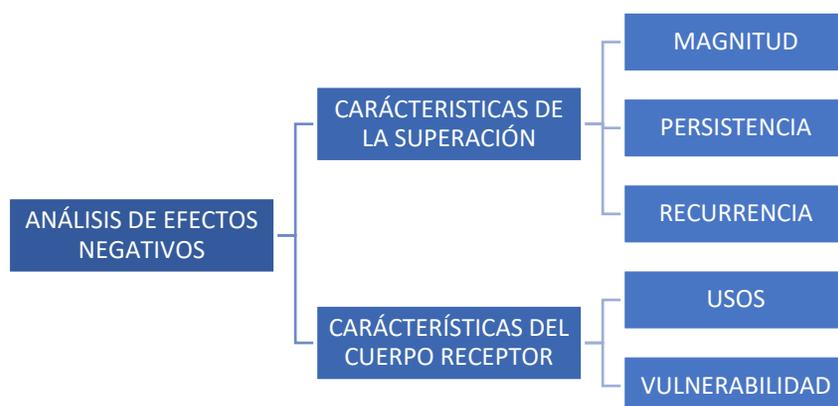 ANÁLISIS DE EFECTOS
NEGATIVOS
CARÁCTERISTICAS DE
LA SUPERACIÓN
MAGNITUD
PERSISTENCIA
RECURRENCIA
CARÁCTERÍSTICAS DEL
CUERPO RECEPTOR
USOS
VULNERABILIDAD